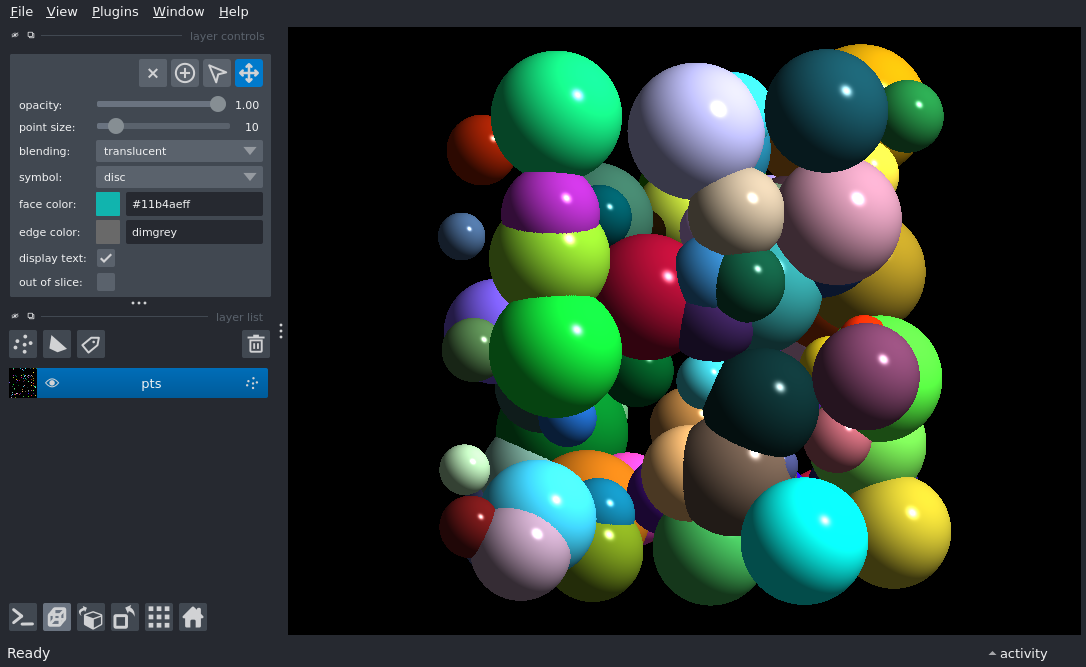 File View Plugins Window Help
layer controls
opacity: 1.00
point size: 10
blending: translucent
symbol: disc
face color: #11b4aeff
edge color: dimgrey
display text:
out of slice:
layer list
pts
Ready
activity